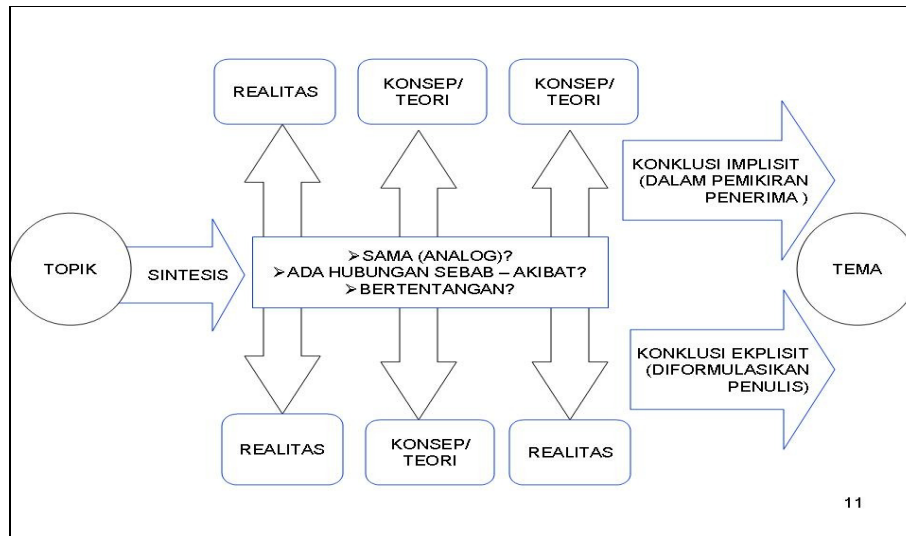 REALITAS
KONSEP/
TEORI
KONSEP/
TEORI
KONKLUSI IMPLISIT
(DALAM PEMIKIRAN
PENERIMA )
TOPIK
SINTESIS
➢SAMA (ANALOG)?
➢ADA HUBUNGAN SEBAB – AKIBAT?
➢BERTENTANGAN?
TEMA
KONKLUSI EKPLISIT
(DIFORMULASIKAN
PENULIS)
REALITAS
KONSEP/
TEORI
REALITAS
11